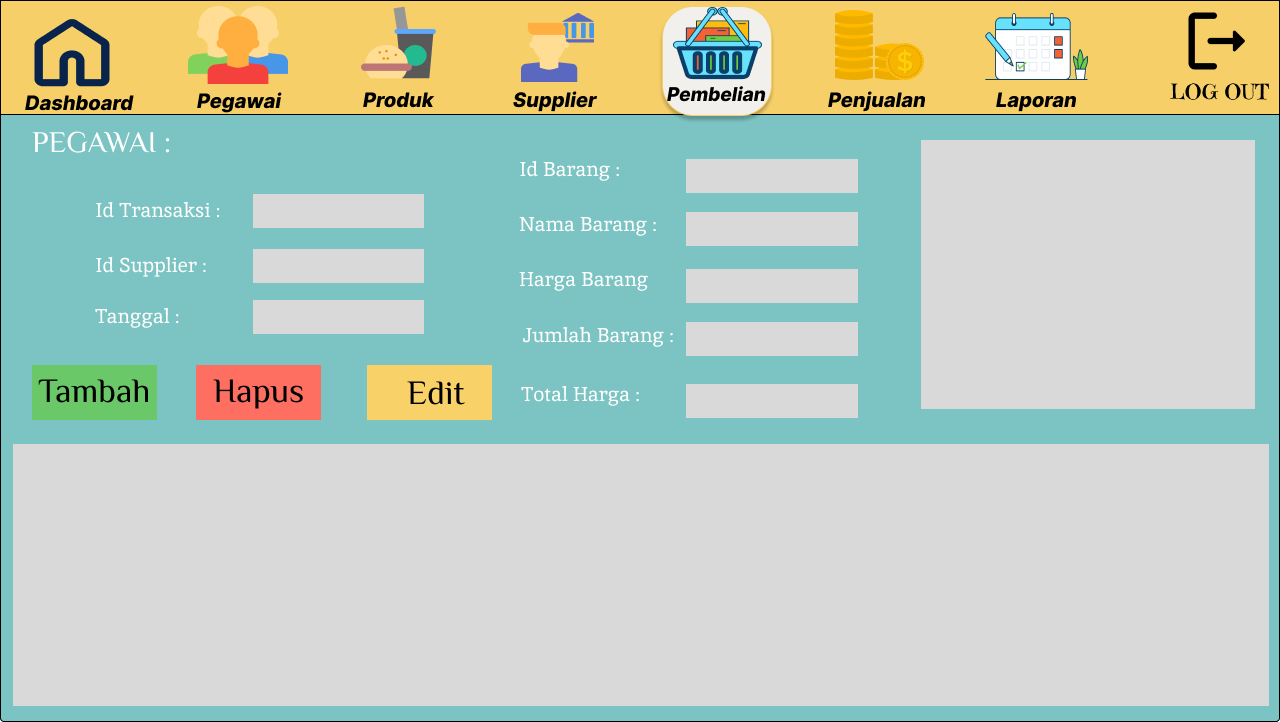 Dashboard
Pegawai
Produk
Supplier
Pembelian
Penjualan
Laporan
LOG OUT
PEGAWAI :
Id Transaksi :
Id Supplier :
Tanggal :
Tambah
Hapus
Edit
Id Barang :
Nama Barang :
Harga Barang
Jumlah Barang :
Total Harga :